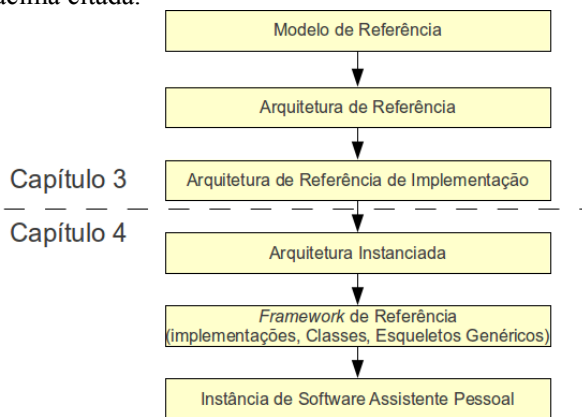 citada.
Modelo de Referência
Arquitetura de Referência
Capítulo 3
Arquitetura de Referência de Implementação
Capítulo 4
Arquitetura Instanciada
Framework de Referência
(implementações, Classes, Esqueletos Genéricos)
Instância de Software Assistente Pessoal